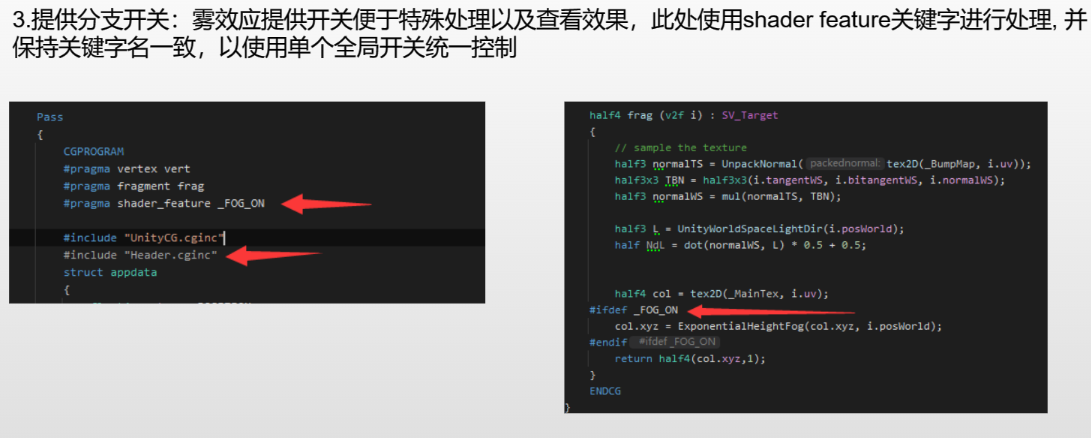 3.提供分支开关：雾效应提供开关便于特殊处理以及查看效果，此处使用shader feature关键字进行处理, 并
保持关键字名一致，以使用单个全局开关统一控制
Pass
{
CGPROGRAM
#pragma vertex vert
#pragma fragment frag
#pragma shader_feature _FOG_ON
#include "UnityCG.cginc"
#include "Header.cginc"
struct appdata
{
half4 frag (v2f i) : SV_Target
{
// sample the texture
half3 normalTS = UnpackNormal( packednormal: tex2D(_BumpMap, i.uv));
half3x3 TBN = half3x3(i.tangentWS, i.bitangentWS, i.normalWS);
half3 normalWS = mul(normalTS, TBN);
half3 L = UnityWorldSpaceLightDir(i.posWorld);
half NdL = dot(normalWS, L) * 0.5 + 0.5;
half4 col = tex2D(_MainTex, i.uv);
#ifdef _FOG_ON
col.xyz = ExponentialHeightFog(col.xyz, i.posWorld);
#endif #ifdef _FOG_ON
return half4(col.xyz,1);
}
ENDCG
}